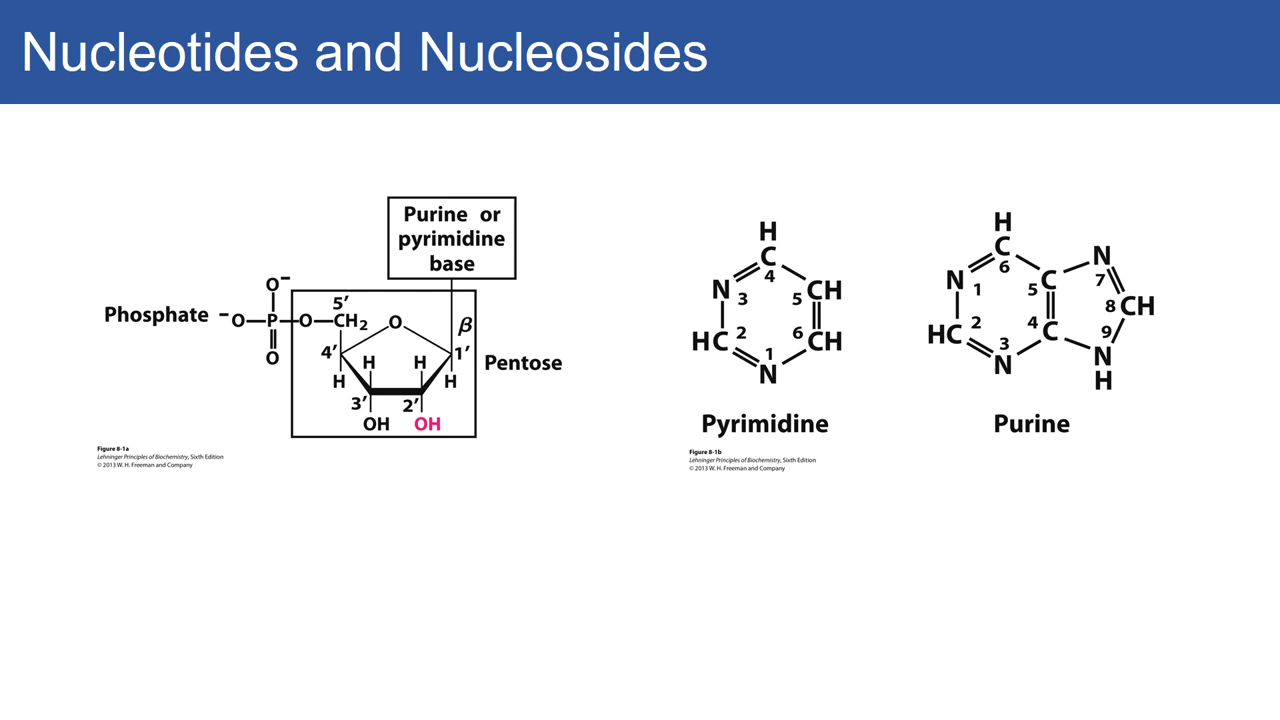 Nucleotides and Nucleosides
Purine or
pyrimidine
base
Phosphate
⁻O
P
O⁻
O
O
5′
CH₂
O
β
4′
1′
H
H
H
H
3′
2′
OH
OH
Pentose
Figure 8-1a
Lehninger Principles of Biochemistry, Sixth Edition
© 2013 W. H. Freeman and Company
H
C
4
N
3
5
CH
HC
2
6
CH
1
N
Pyrimidine
Figure 8-1b
Lehninger Principles of Biochemistry, Sixth Edition
© 2013 W. H. Freeman and Company
H
C
6
N
1
5
C
N
7
8
CH
HC
2
4
C
9
3
N
N
H
Purine